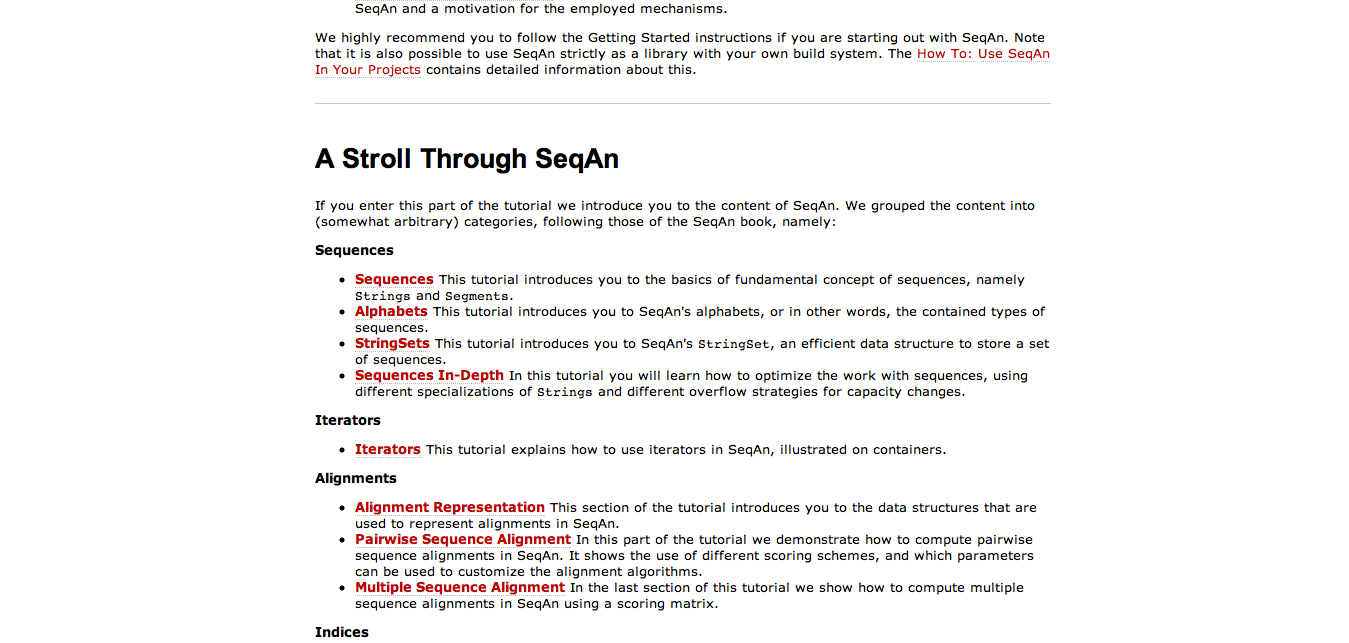 SeqAn and a motivation for the employed mechanisms.
We highly recommend you to follow the Getting Started instructions if you are starting out with SeqAn. Note
that it is also possible to use SeqAn strictly as a library with your own build system. The How To: Use SeqAn
In Your Projects contains detailed information about this.
A Stroll Through SeqAn
If you enter this part of the tutorial we introduce you to the content of SeqAn. We grouped the content into
(somewhat arbitrary) categories, following those of the SeqAn book, namely:
Sequences
• Sequences This tutorial introduces you to the basics of fundamental concept of sequences, namely
Strings and Segments.
• Alphabets This tutorial introduces you to SeqAn's alphabets, or in other words, the contained types of
sequences.
• StringSets This tutorial introduces you to SeqAn's StringSet, an efficient data structure to store a set
of sequences.
• Sequences In-Depth In this tutorial you will learn how to optimize the work with sequences, using
different specializations of Strings and different overflow strategies for capacity changes.
Iterators
• Iterators This tutorial explains how to use iterators in SeqAn, illustrated on containers.
Alignments
• Alignment Representation This section of the tutorial introduces you to the data structures that are
used to represent alignments in SeqAn.
• Pairwise Sequence Alignment In this part of the tutorial we demonstrate how to compute pairwise
sequence alignments in SeqAn. It shows the use of different scoring schemes, and which parameters
can be used to customize the alignment algorithms.
• Multiple Sequence Alignment In the last section of this tutorial we show how to compute multiple
sequence alignments in SeqAn using a scoring matrix.
Indices